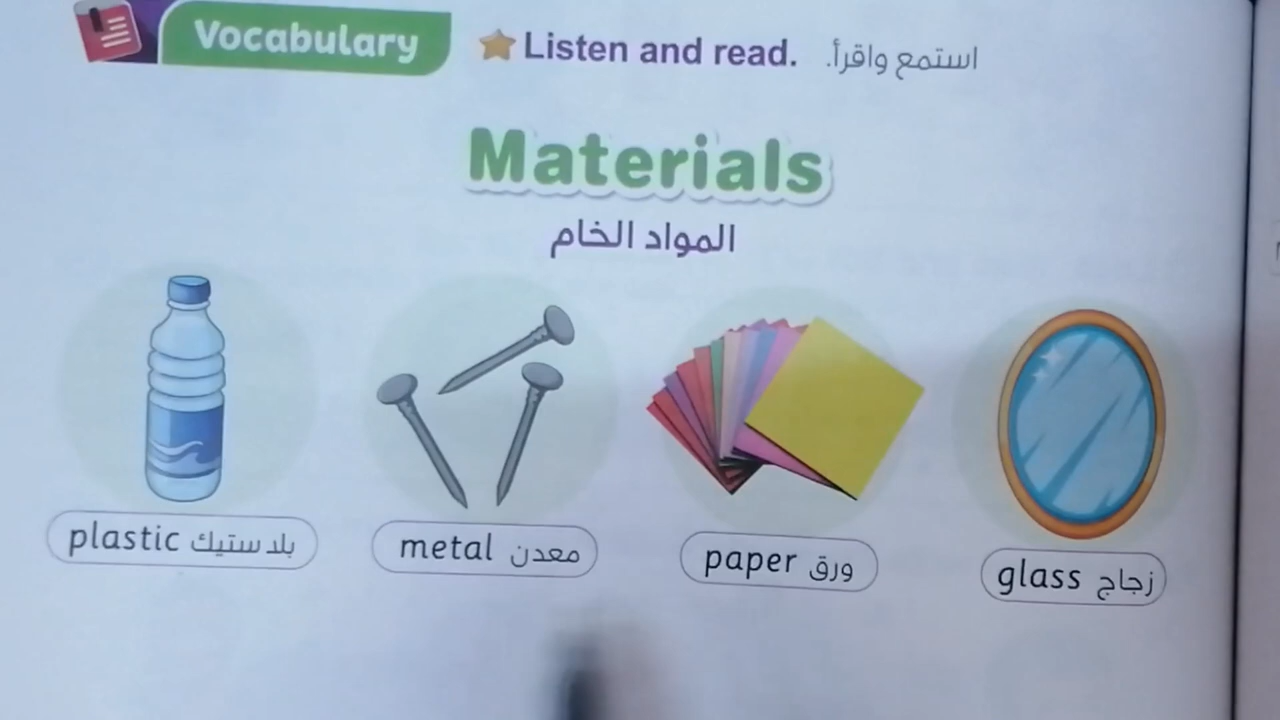 Vocabulary
Listen and read. استمع واقرأ.
Materials
المواد الخام
plastic بلاستيك
metal معدن
paper ورق
glass زجاج